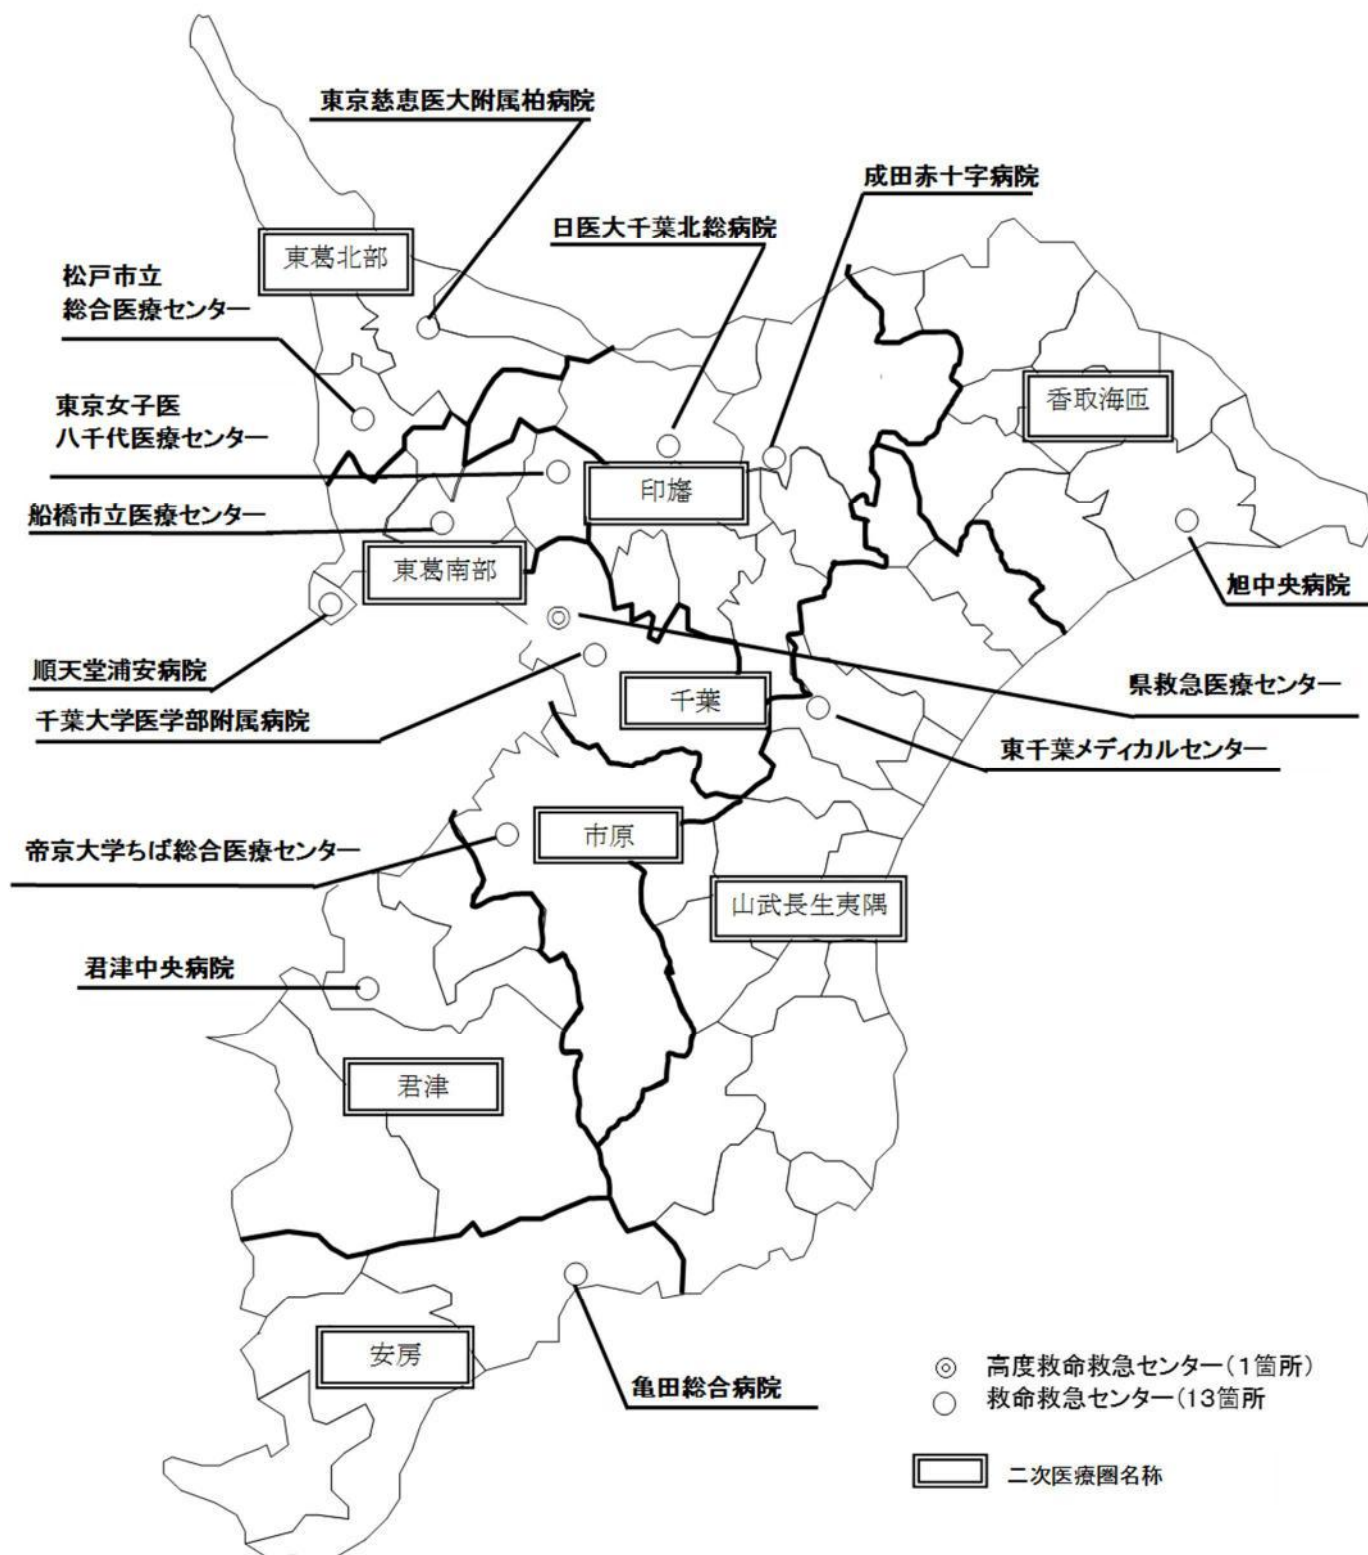 東京慈恵医大附属柏病院
成田赤十字病院
日医大千葉北総病院
東葛北部
松戸市立
総合医療センター
香取海匝
東京女子医
八千代医療センター
印旛
船橋市立医療センター
東葛南部
旭中央病院
順天堂浦安病院
県救急医療センター
千葉
千葉大学医学部附属病院
東千葉メディカルセンター
市原
帝京大学ちば総合医療センター
山武長生夷隅
君津中央病院
君津
安房
亀田総合病院
◎ 高度救命救急センター(1箇所)
○ 救命救急センター(13箇所
二次医療圏名称